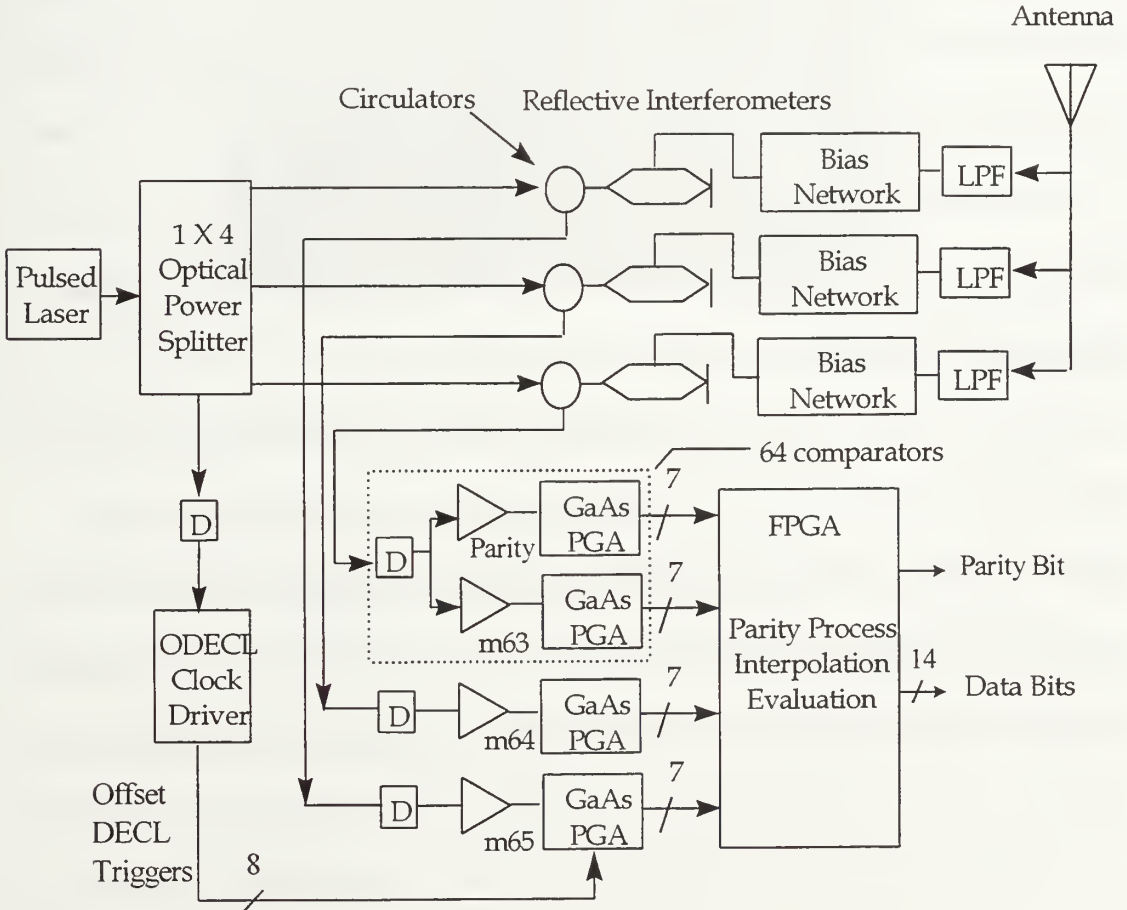 Antenna
Circulators
Reflective Interferometers
Bias
Network
LPF
1 X 4
Optical
Power
Splitter
Pulsed
Laser
Bias
Network
LPF
Bias
Network
LPF
64 comparators
D
Parity
GaAs
PGA
7
D
m63
GaAs
PGA
7
FPGA
Parity Process
Interpolation
Evaluation
Parity Bit
14
Data Bits
ODECL
Clock
Driver
D
m64
GaAs
PGA
7
D
m65
GaAs
PGA
7
Offset
DECL
Triggers
8